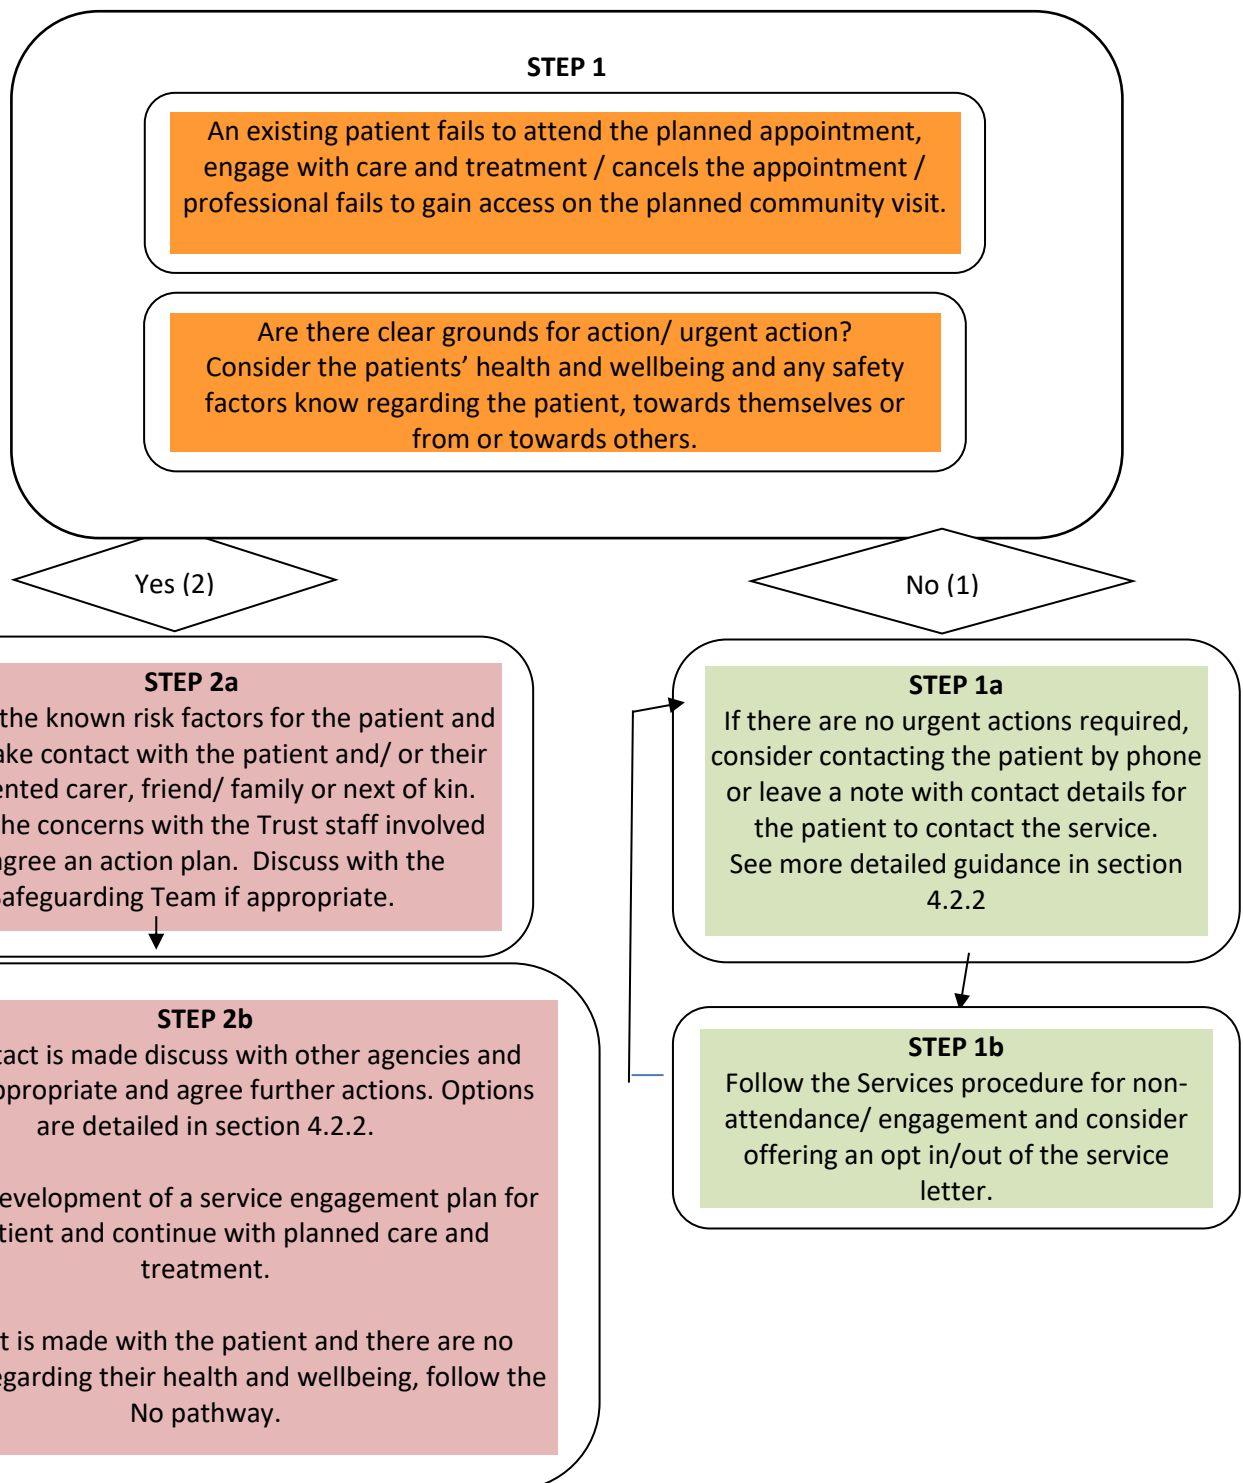 STEP 1
An existing patient fails to attend the planned appointment,
engage with care and treatment / cancels the appointment /
professional fails to gain access on the planned community visit.
Are there clear grounds for action/ urgent action?
Consider the patients’ health and wellbeing and any safety
factors know regarding the patient, towards themselves or
from or towards others.
Yes (2)
No (1)
STEP 2a
the known risk factors for the patient and
ake contact with the patient and/ or their
ented carer, friend/ family or next of kin.
he concerns with the Trust staff involved
agree an action plan.  Discuss with the
Safeguarding Team if appropriate.
STEP 1a
If there are no urgent actions required,
consider contacting the patient by phone
or leave a note with contact details for
the patient to contact the service.
See more detailed guidance in section
4.2.2
STEP 2b
tact is made discuss with other agencies and
ppropriate and agree further actions. Options
are detailed in section 4.2.2.
evelopment of a service engagement plan for
tient and continue with planned care and
treatment.
t is made with the patient and there are no
egarding their health and wellbeing, follow the
No pathway.
STEP 1b
Follow the Services procedure for non-
attendance/ engagement and consider
offering an opt in/out of the service
letter.